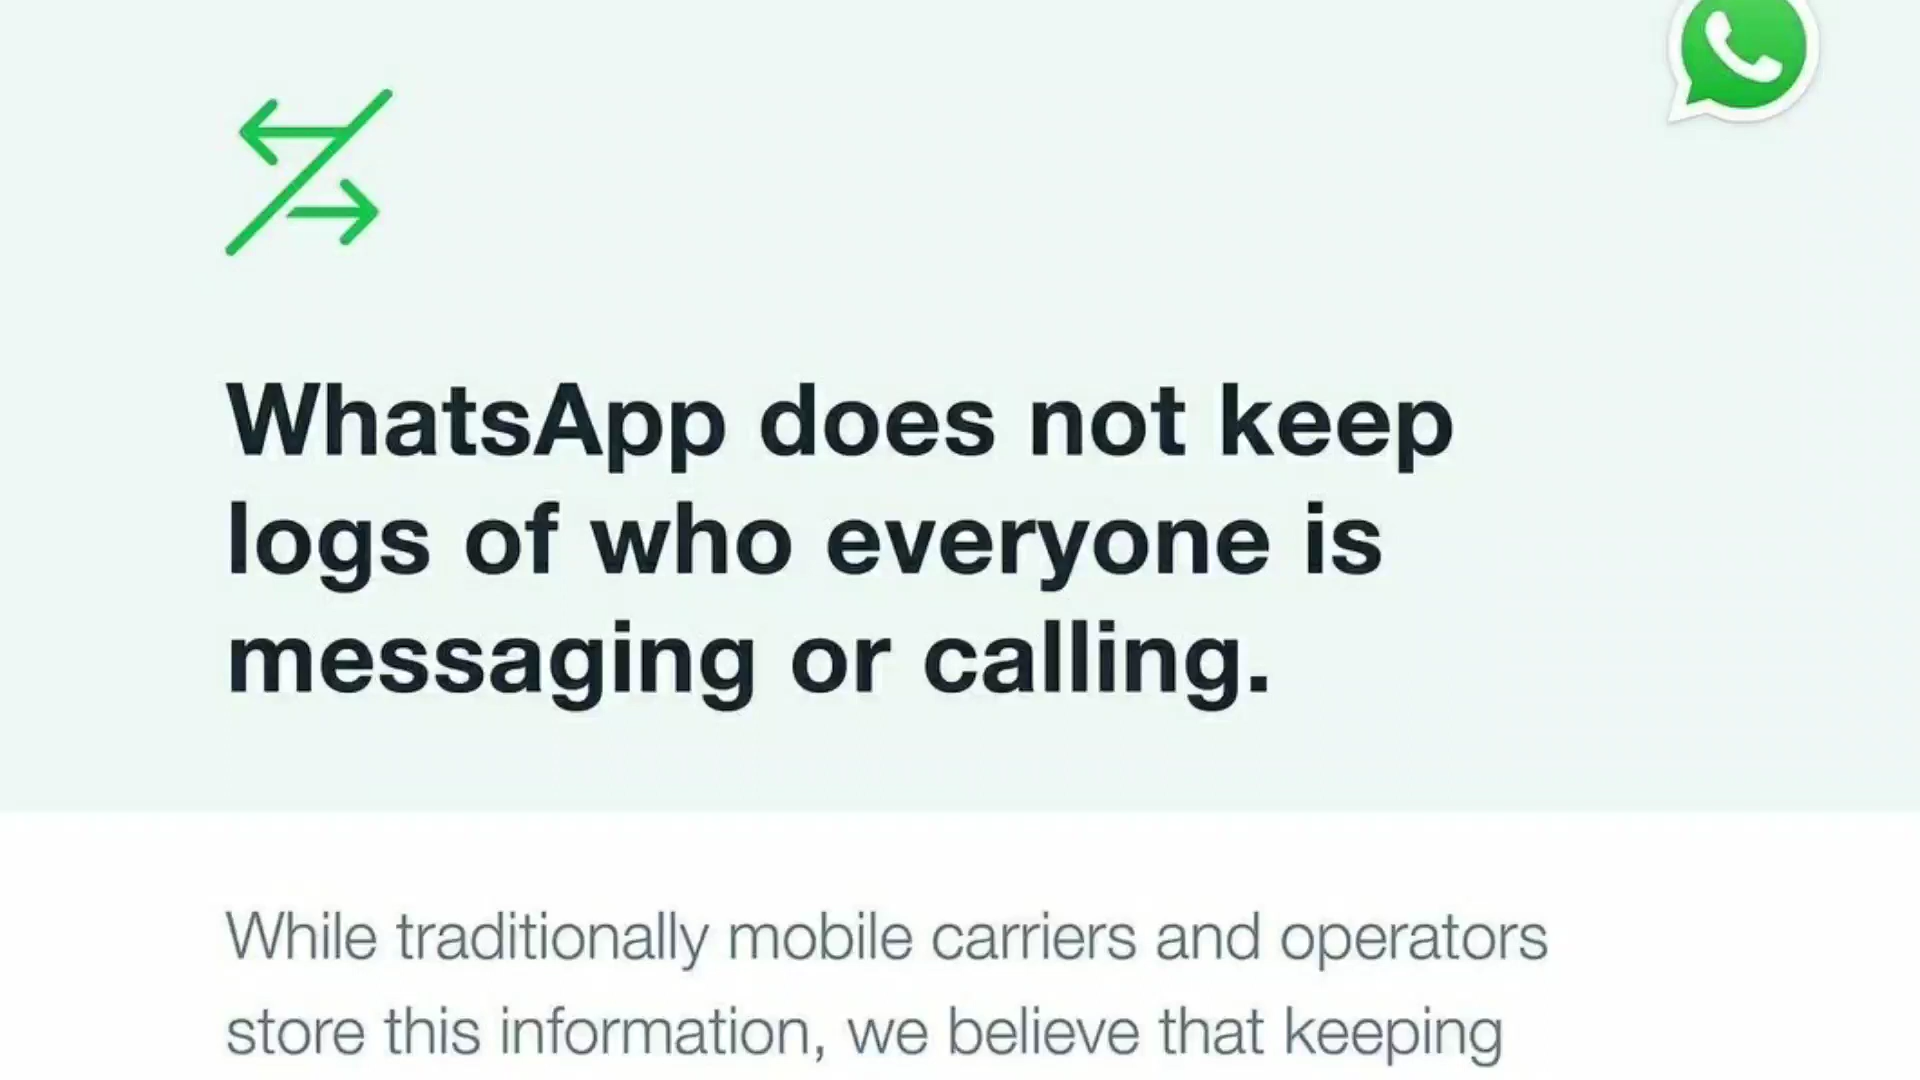 WhatsApp does not keep
logs of who everyone is
messaging or calling.
While traditionally mobile carriers and operators
store this information, we believe that keeping